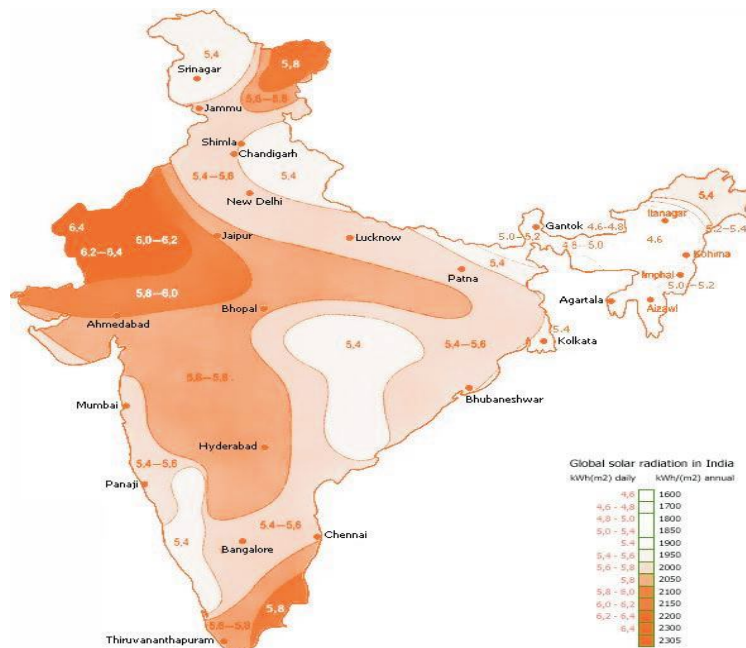 5,4
Srinagar
5,8
5,6—5,8
Jammu
Shimla
Chandigarh
5,4—5,6
5,4
New Delhi
6,4
6,2—6,4
6,0—6,2
Jaipur
Lucknow
5,4
Itanagar
Gantok
4.6-4.8
5,2—5,4
5.0—5.2
4.8—5.0
4.6
Kohima
5,4
Patna
Imphal
5.0—5.2
5,8—6,0
Bhopal
Agartala
Aizawl
Ahmedabad
5,4
5,4
5,4—5,6
Kolkata
5,8—5,8
Bhubaneshwar
Mumbai
Hyderabad
5,4—5,6
Panaji
5,4—5,6
Chennai
5,4
Bangalore
5,8
5,6—5,8
Thiruvananthapuram
Global solar radiation in India
kWh(m2) daily kWh/(m2) annual
4,6 1600
4,6 - 4,8 1700
4,8 - 5.0 1800
5.0 - 5,4 1850
5.4 1900
5,4 - 5,6 1950
5,6 - 5,8 2000
5,8 2050
5,8 - 6,0 2100
6,0 - 6,2 2150
6,2 - 6,4 2200
6,4 2300
2305